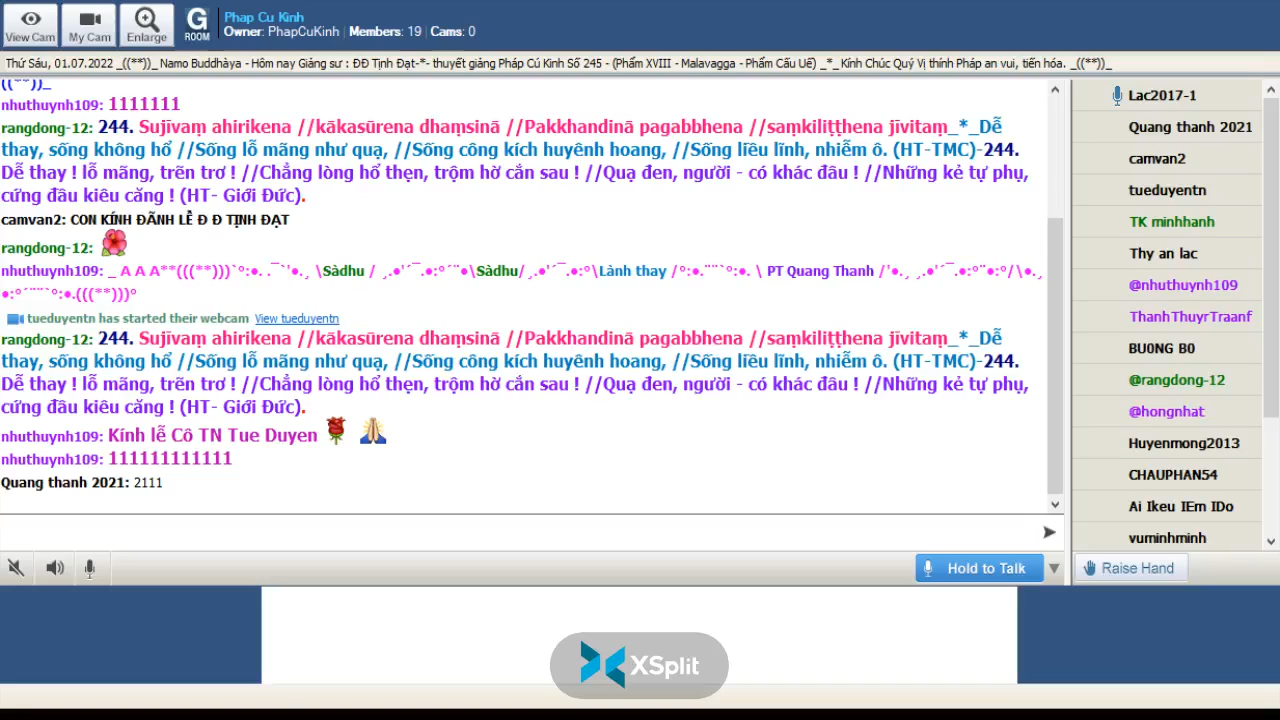 Phap Cu Kinh
Owner: PhapCuKinh | Members: 19 | Cams: 0
View Cam
My Cam
Enlarge
G
ROOM
Thứ Sáu, 01.07.2022 _((**))_ Namo Buddhàya - Hôm nay Giảng sư : ĐĐ Tịnh Đạt-*- thuyết giảng Pháp Cú Kinh Số 245 - (Phẩm XVIII - Malavagga - Phẩm Cấu Uế) _*_ Kính Chúc Quý Vị thính Pháp an vui, tiến hóa. _((**))_
((**))_
nhuthuynh109: 1111111
rangdong-12: 244. Sujīvaṃ ahirikena //kākasūrena dhaṃsinā //Pakkhandinā pagabbhena //saṃkiliṭṭhena jīvitaṃ_*_Dễ
thay, sống không hổ //Sống lỗ mãng như quạ, //Sống công kích huyênh hoang, //Sống liều lĩnh, nhiễm ô. (HT-TMC)-244.
Dễ thay ! lỗ mãng, trẽn trơ ! //Chẳng lòng hổ thẹn, trộm hờ cắn sau ! //Quạ đen, người - có khác đâu ! //Những kẻ tự phụ,
cứng đầu kiêu căng ! (HT- Giới Đức).
camvan2: CON KÍNH ĐÃNH LỄ Đ Đ TỊNH ĐẠT
rangdong-12:
nhuthuynh109: _ A A A**(((**)))`°:•. .¯`'•.¸ \Sàdhu / ¸.•'´¯.•:°´¨•\Sàdhu/¸.•'´¯.•:°\Lành thay /°:•.¨¨`°:•. \ PT Quang Thanh /'•.¸ ¸.•'´¯.•:°¨•:°/\•.¸
•:°´¨¨`°:•.(((**)))°
tueduyentn has started their webcam View tueduyentn
rangdong-12: 244. Sujīvaṃ ahirikena //kākasūrena dhaṃsinā //Pakkhandinā pagabbhena //saṃkiliṭṭhena jīvitaṃ_*_Dễ
thay, sống không hổ //Sống lỗ mãng như quạ, //Sống công kích huyênh hoang, //Sống liều lĩnh, nhiễm ô. (HT-TMC)-244.
Dễ thay ! lỗ mãng, trẽn trơ ! //Chẳng lòng hổ thẹn, trộm hờ cắn sau ! //Quạ đen, người - có khác đâu ! //Những kẻ tự phụ,
cứng đầu kiêu căng ! (HT- Giới Đức).
nhuthuynh109: Kính lễ Cô TN Tue Duyen
nhuthuynh109: 111111111111
Quang thanh 2021: 2111
Lac2017-1
Quang thanh 2021
camvan2
tueduyentn
TK minhhanh
Thy an lac
@nhuthuynh109
ThanhThuyrTraanf
BU0NG B0
@rangdong-12
@hongnhat
Huyenmong2013
CHAUPHAN54
Ai Ikeu IEm IDo
vuminhminh
Hold to Talk
Raise Hand
XSplit